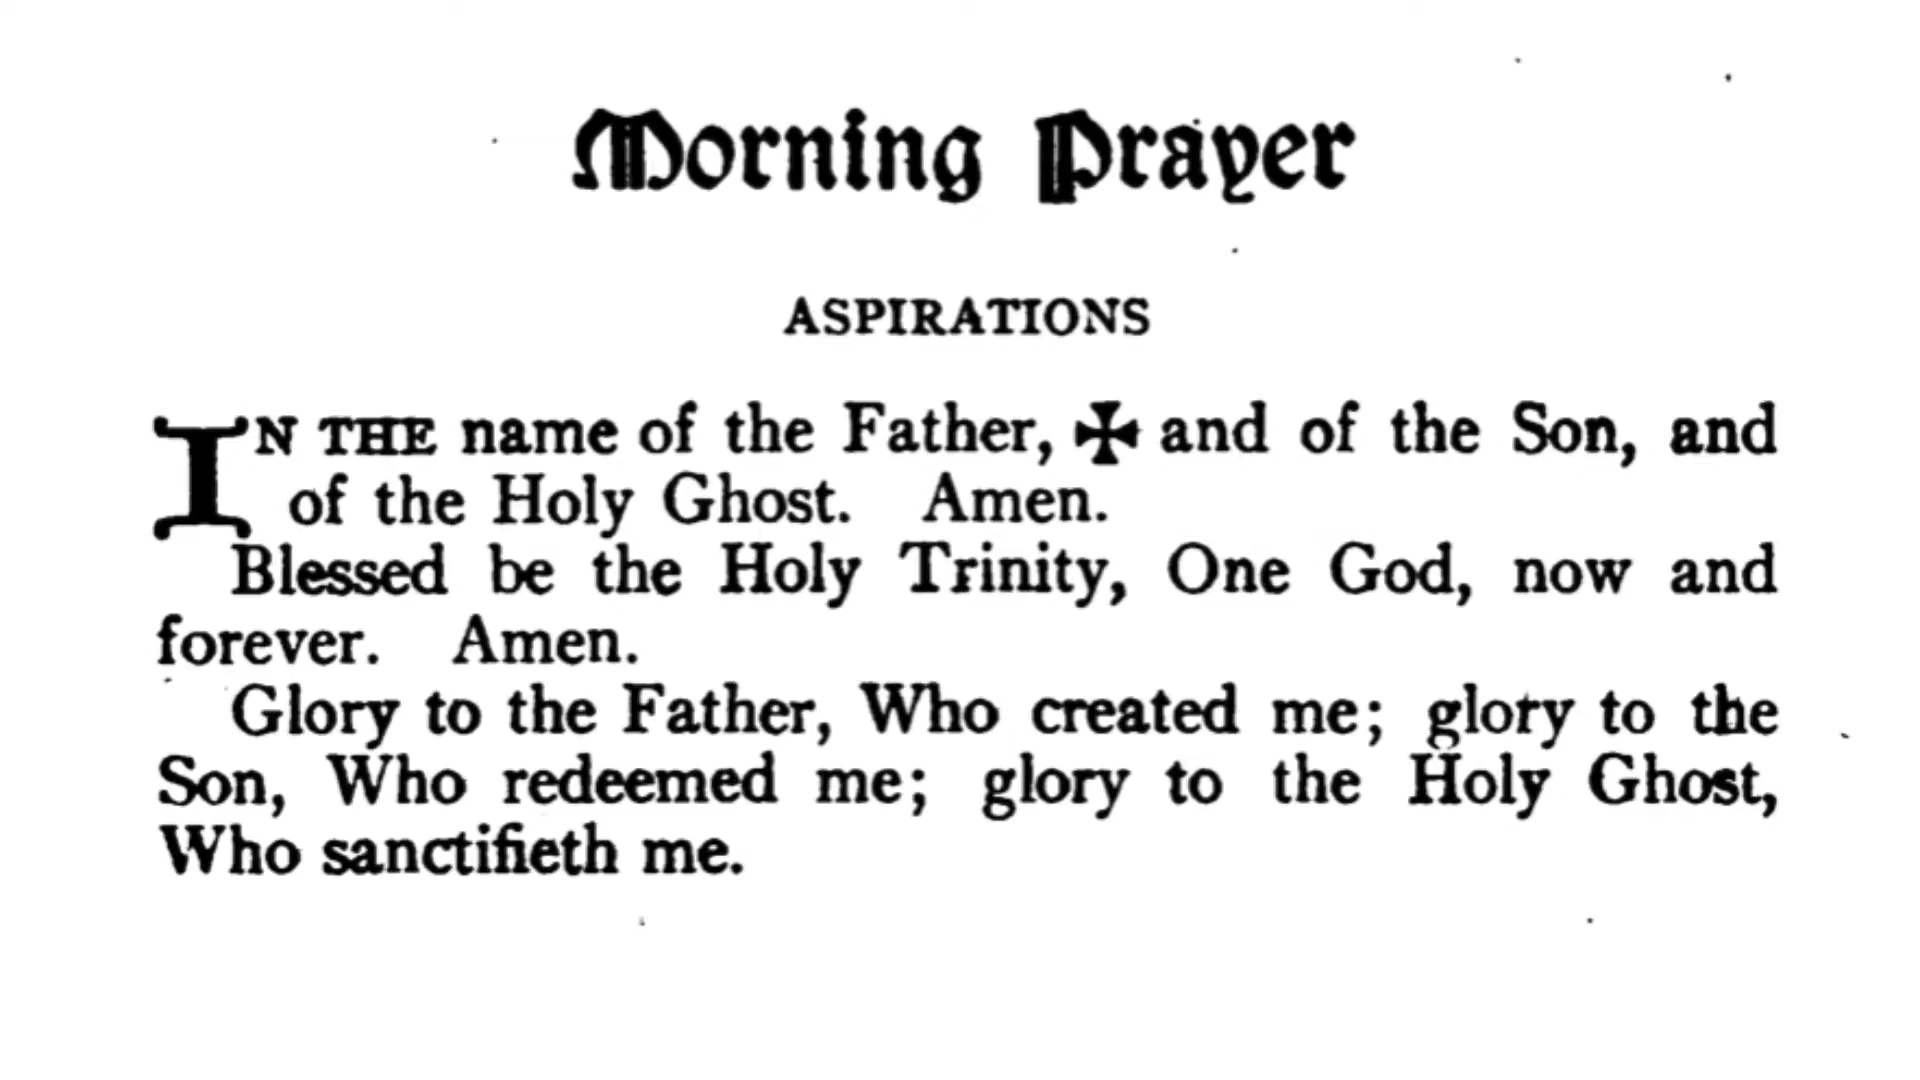 Morning Prayer
ASPIRATIONS
IN THE name of the Father, ✠ and of the Son, and
of the Holy Ghost. Amen.
Blessed be the Holy Trinity, One God, now and
forever. Amen.
Glory to the Father, Who created me; glory to the
Son, Who redeemed me; glory to the Holy Ghost,
Who sanctifieth me.